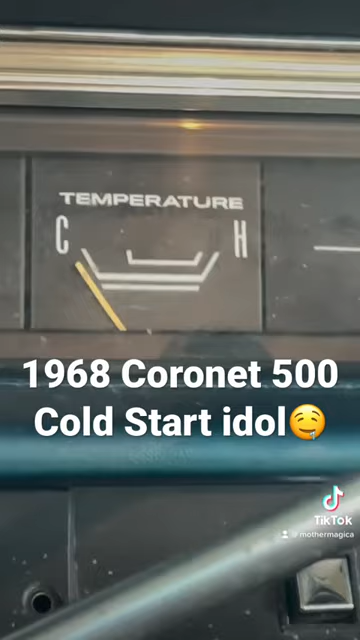 TEMPERATURE
C H
1968 Coronet 500
Cold Start idol🤤
TikTok
@mothermagica